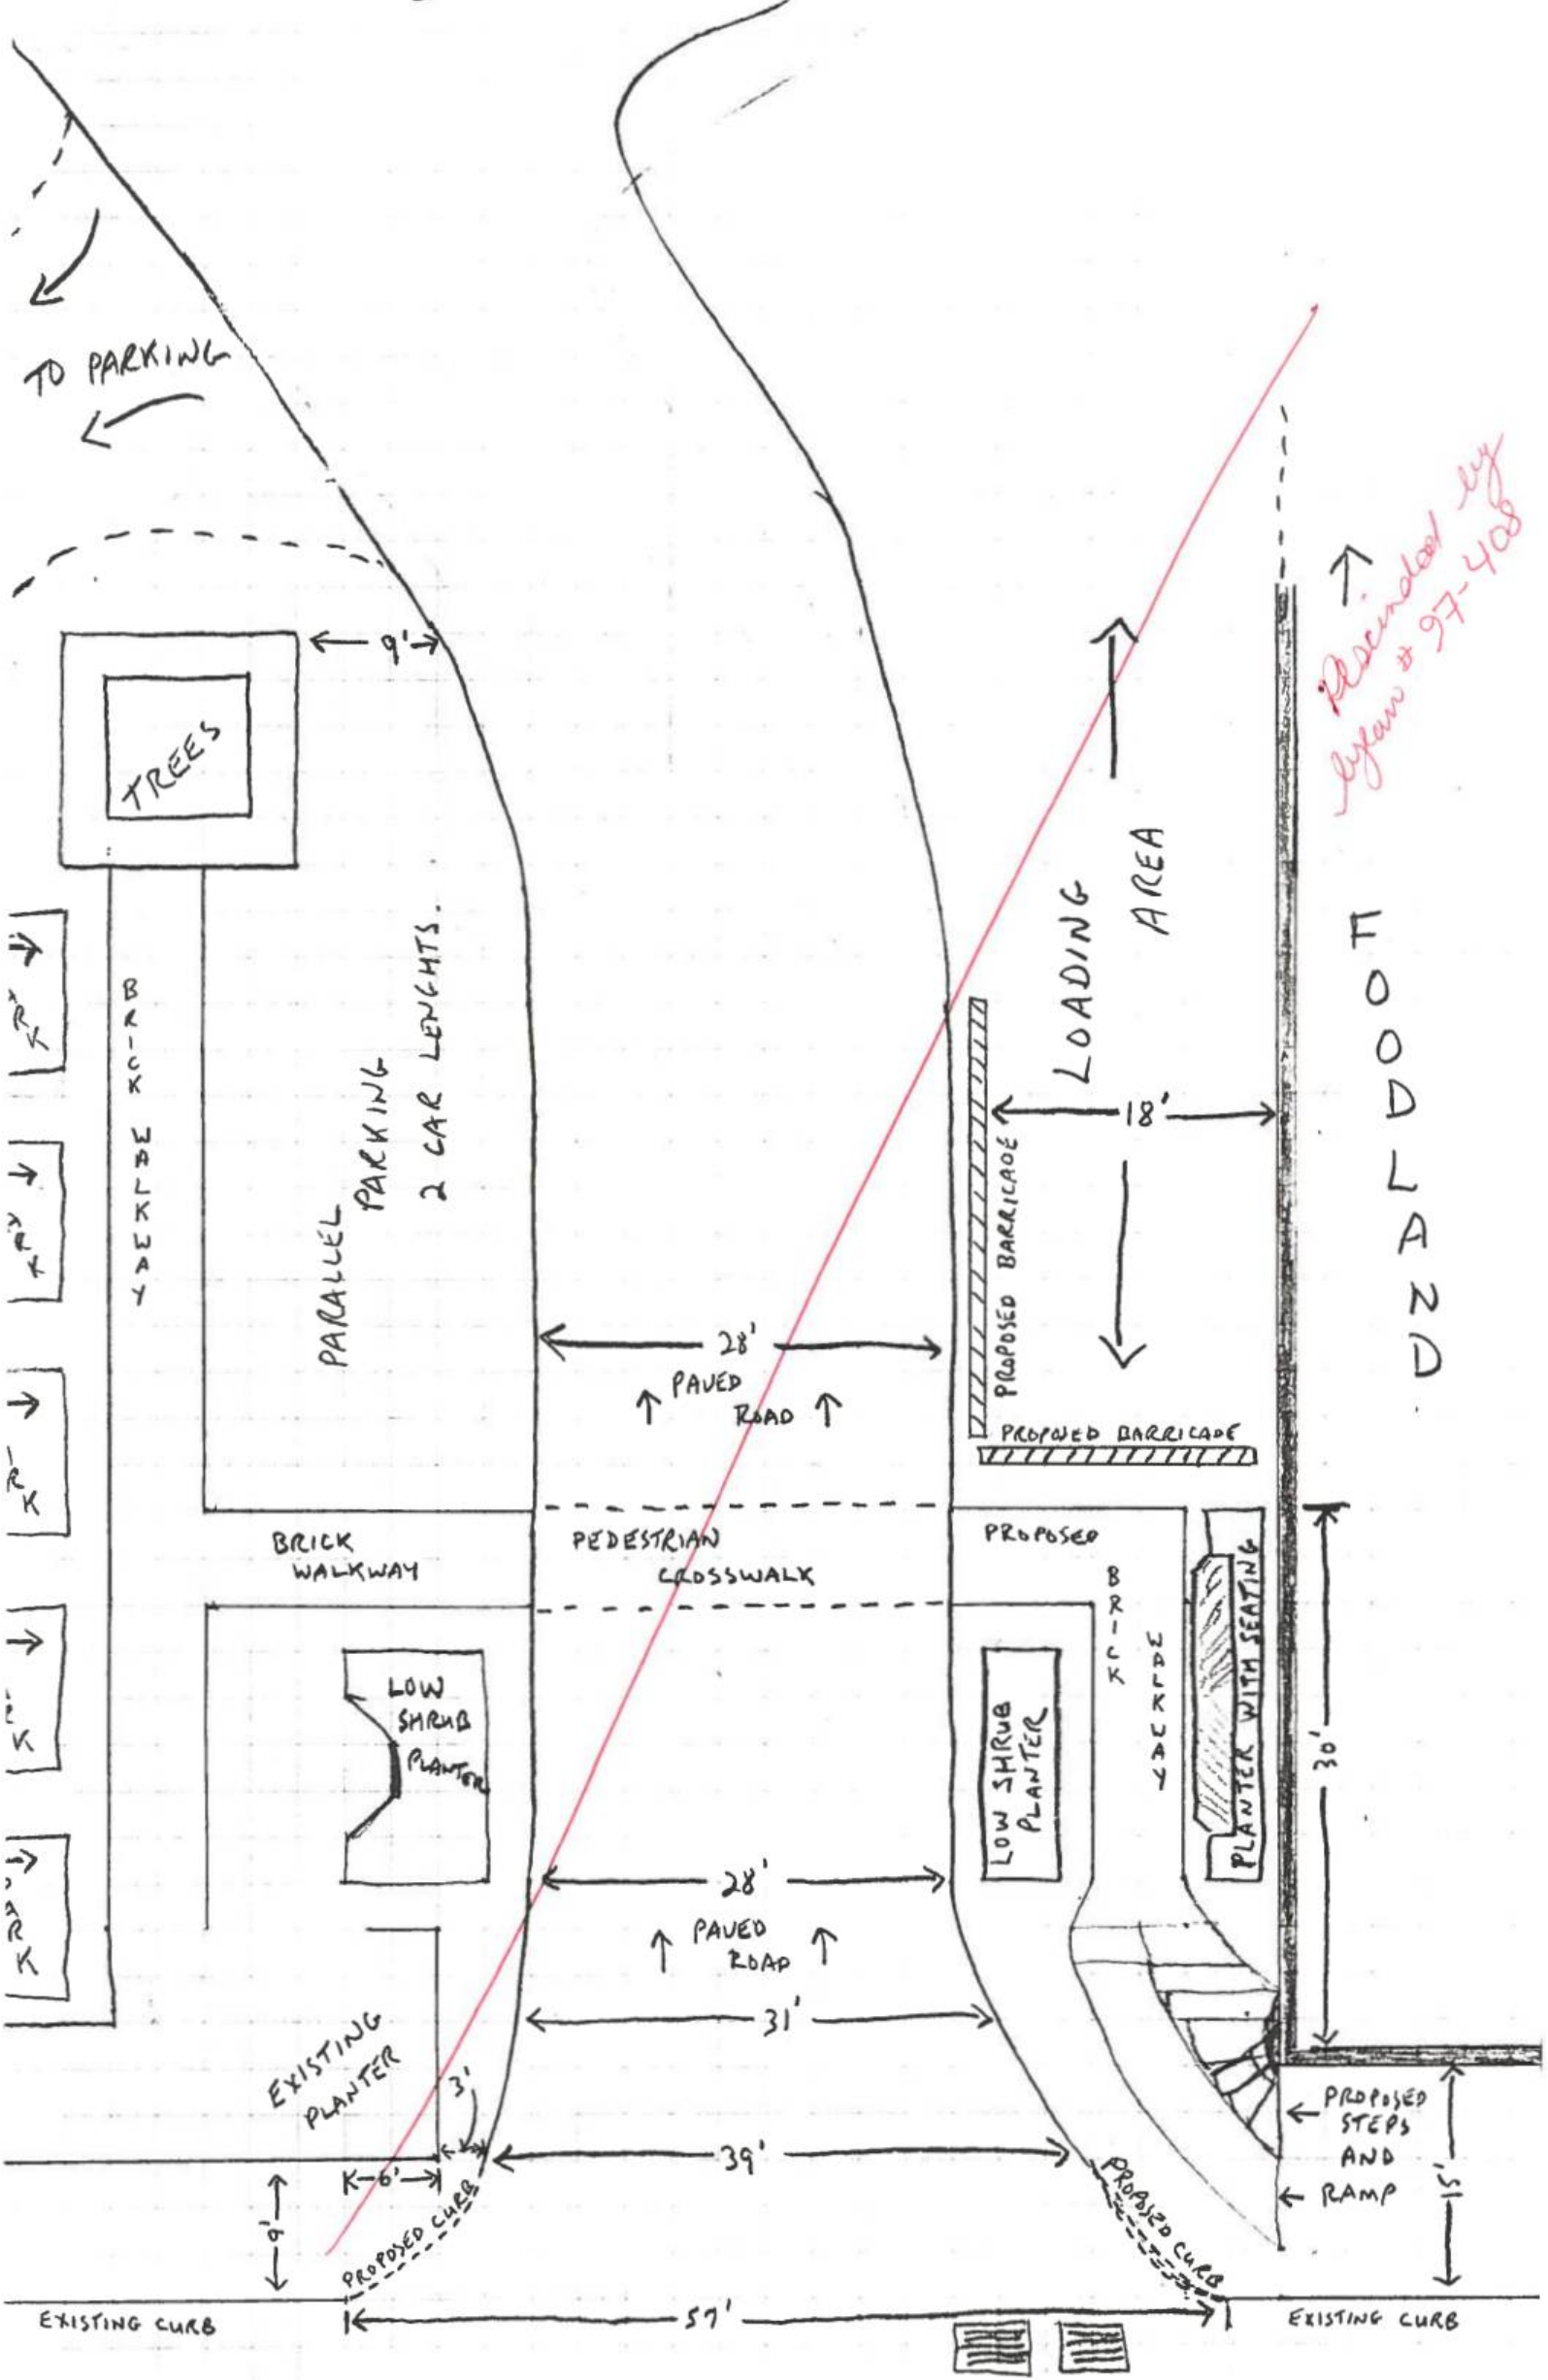 TO PARKING
9'
TREES
Rescinded by
# 97-408
BRICK WALKWAY
PARALLEL
PARKING
2 CAR LENGHTS.
LOADING
AREA
FOODLAND
18'
PROPOSED BARRICADE
28'
PAVED
ROAD
PROPOSED BARRICADE
BRICK
WALKWAY
PEDESTRIAN
CROSSWALK
PROPOSED
BRICK
WALKWAY
PLANTER WITH SEATING
LOW
SHRUB
PLANTER
LOW SHRUB
PLANTER
30'
28'
PAVED
ROAD
31'
EXISTING
PLANTER
3'
39'
6'
9'
PROPOSED CURB
PROPOSED CURB
PROPOSED
STEPS
AND
RAMP
15'
EXISTING CURB
57'
EXISTING CURB